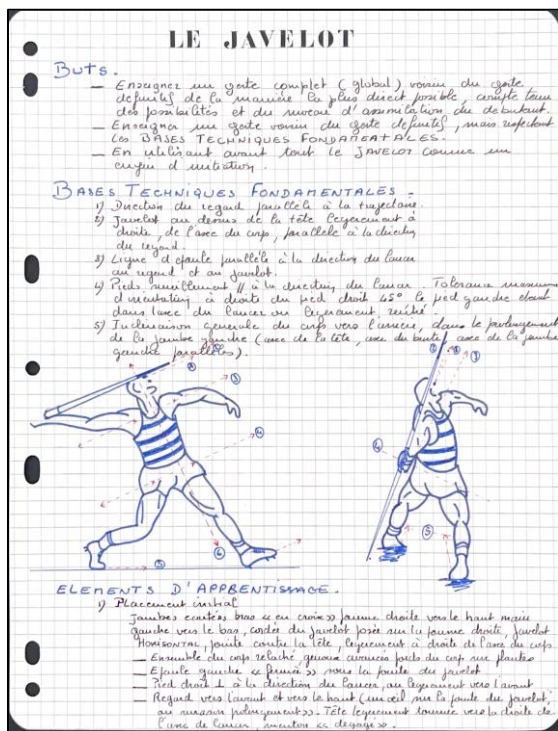 LE JAVELOT
BUTS.
— Enseigner un geste complet (global) voisin du geste
définitif de la manière la plus direct possible, compte tenu
des possibilités et du niveau d'assimilation du débutant.
— Enseigner un geste voisin du geste définitif, mais respectant
les BASES TECHNIQUES FONDAMENTALES.
— En utilisant avant tout le JAVELOT comme un
engin d'initiation.
BASES TECHNIQUES FONDAMENTALES -
1) Direction du regard parallèle à la trajectoire.
2) Javelot au dessus de la tête légèrement à
droite, de l'axe du corps, parallèle à la direction
du regard.
3) Ligne d'épaule parallèle à la direction du lancer
au regard et au javelot.
4) Pieds sensiblement // à la direction du lancer. Tolérance maximum
d'orientation à droite du pied droit 45° le pied gauche étant
dans l'axe du lancer ou légèrement rentré.
5) Inclinaison générale du corps vers l'arrière, dans le prolongement
de la jambe gauche (axe de la tête, axe du buste, axe de la jambe
gauche parallèles).
ELEMENTS D'APPRENTISSAGE.
1) Placement initial
Jambes écartées bras « en croix » paume droite vers le haut main
gauche vers le bas, cordée du javelot posée sur la paume droite, javelot
HORISONTAL, pointe contre la tête, légèrement à droite de l'axe du corps
— Ensemble du corps relaché, genoux avancés poids du corps sur plantes
— Epaule gauche « fermée » sous la pointe du javelot
— Pied droit ⊥ à la direction du lancer, ou légèrement vers l'avant
— Regard vers l'avant et vers le haut (un œil sur la pointe du javelot,
au prolongement ». Tête légèrement tournée vers la droite de
l'axe de lancer, menton « dégagé ».